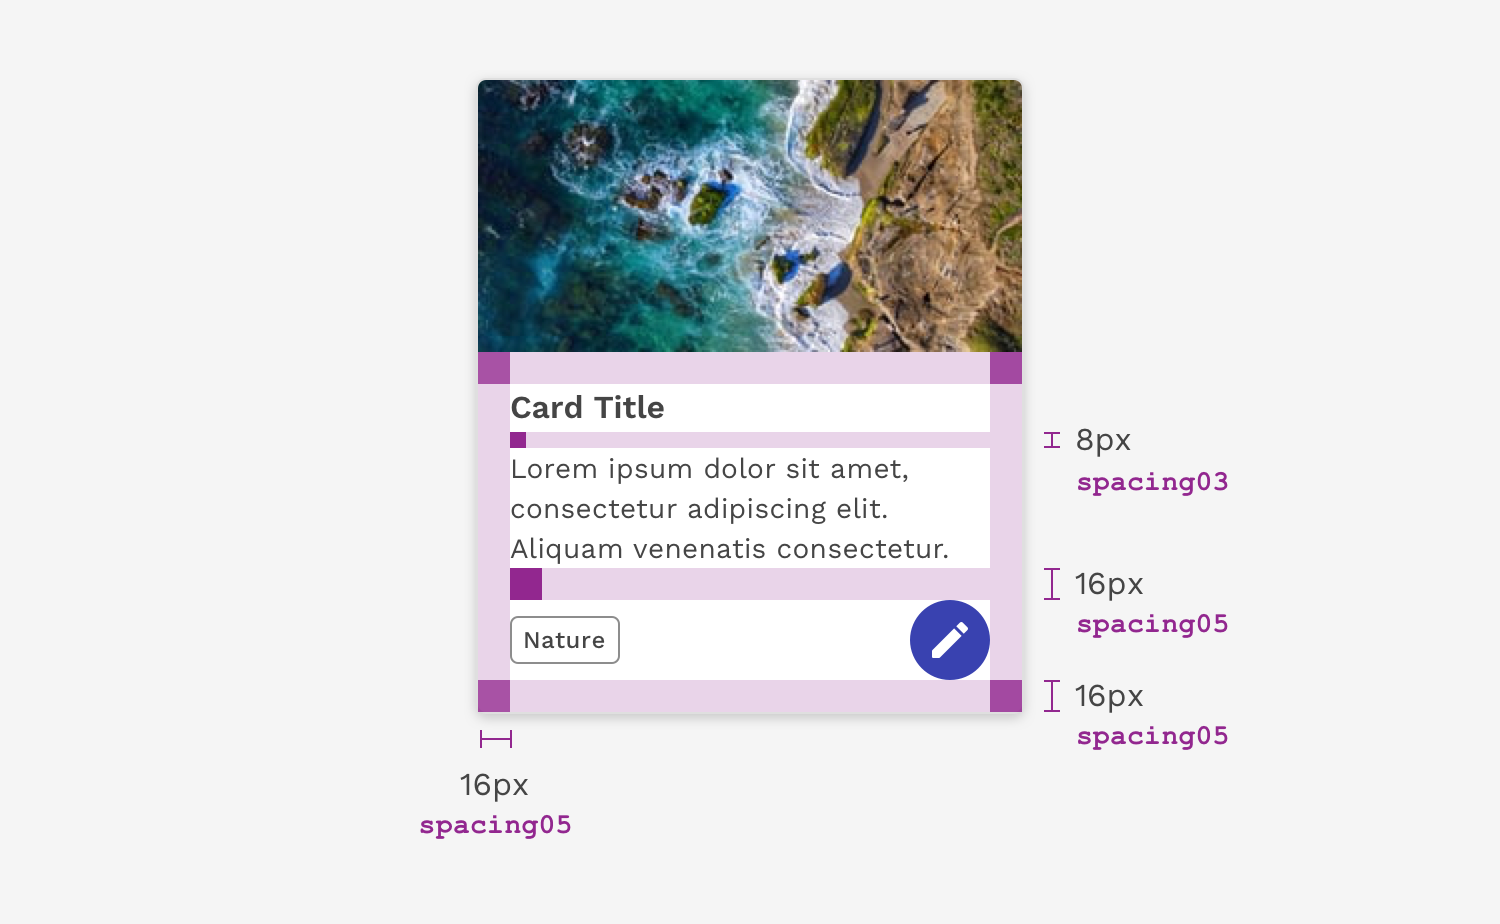 Card Title
8px
Lorem ipsum dolor sit amet,
spacing03
consectetur adipiscing elit.
Aliquam venenatis consectetur.
16px
spacing05
Nature
16px
spacing05
16px
spacing05